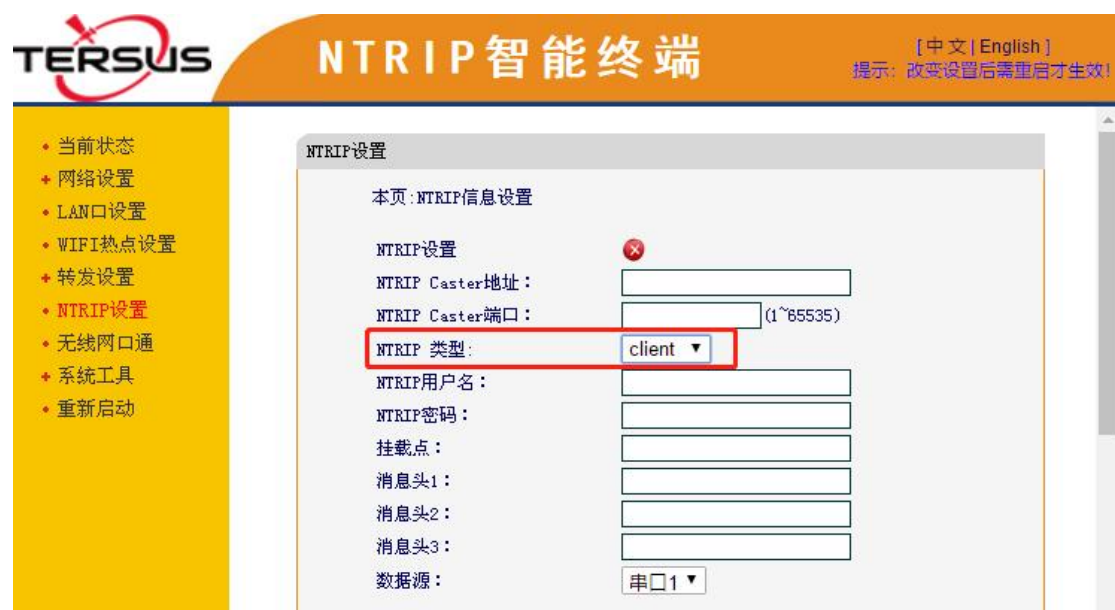 TERSUS
NTRIP智能终端
[中文|English]
提示：改变设置后需重启才生效!
当前状态
网络设置
LAN口设置
WIFI热点设置
转发设置
NTRIP设置
无线网口通
系统工具
重新启动
NTRIP设置
本页:NTRIP信息设置
NTRIP设置
NTRIP Caster地址：
NTRIP Caster端口： (1~65535)
NTRIP 类型: client
NTRIP用户名：
NTRIP密码：
挂载点：
消息头1：
消息头2：
消息头3：
数据源： 串口1